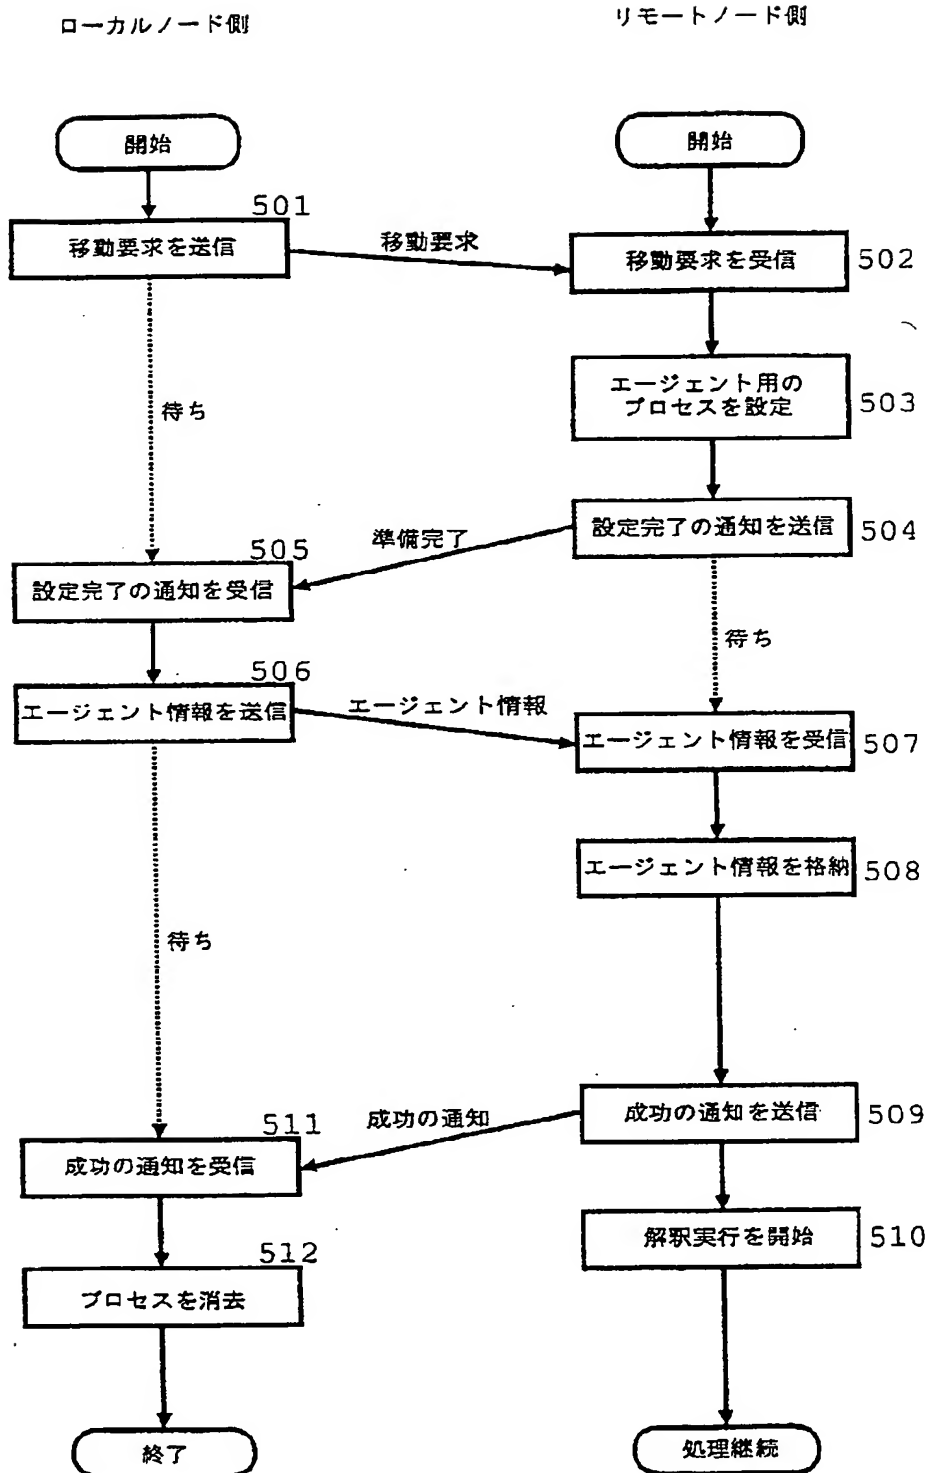 ローカルノード側
リモートノード側
開始
開始
501
移動要求を送信
移動要求
移動要求を受信
502
待ち
エージェント用の
プロセスを設定
503
設定完了の通知を送信
504
準備完了
505
設定完了の通知を受信
待ち
506
エージェント情報を送信
エージェント情報
エージェント情報を受信
507
エージェント情報を格納
508
待ち
成功の通知を送信
509
成功の通知
511
成功の通知を受信
解釈実行を開始
510
512
プロセスを消去
終了
処理継続